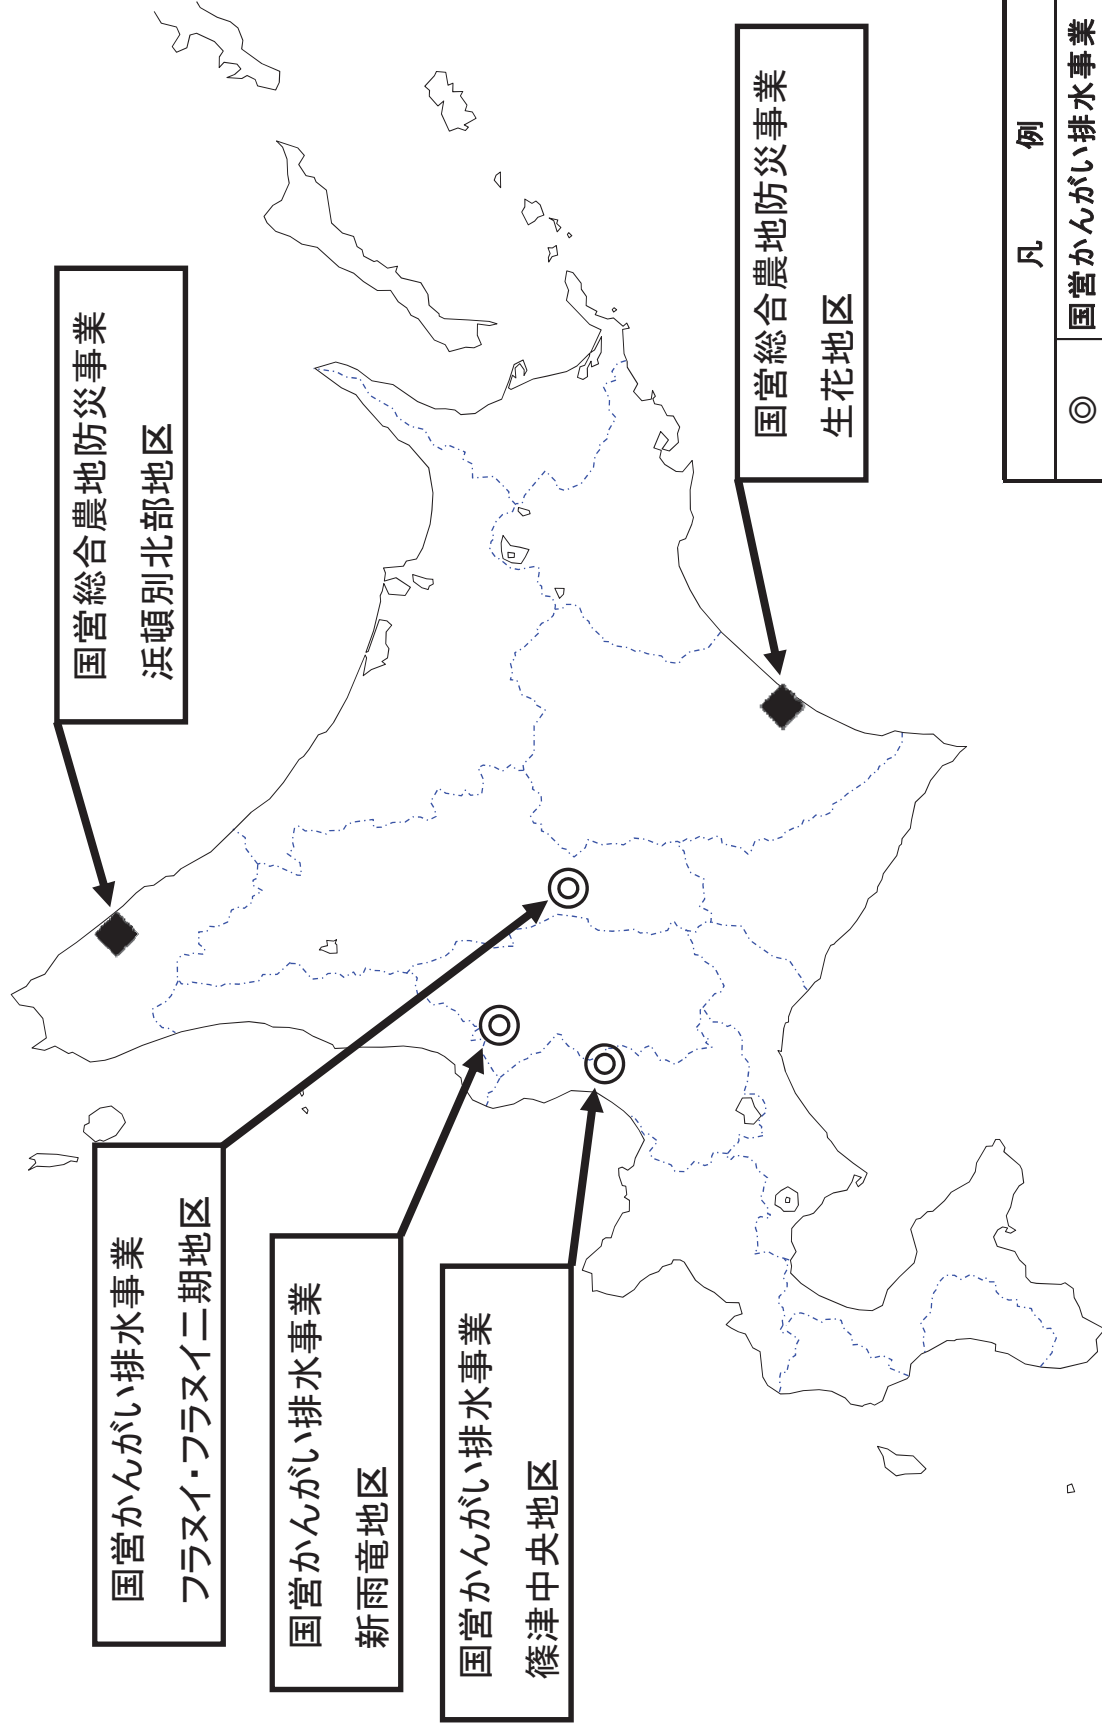 国営かんがい排水事業
フラヌイ・フラヌイ二期地区
国営かんがい排水事業
新雨竜地区
国営かんがい排水事業
篠津中央地区
国営総合農地防災事業
浜頓別北部地区
国営総合農地防災事業
生花地区
凡　　例
◎ 国営かんがい排水事業